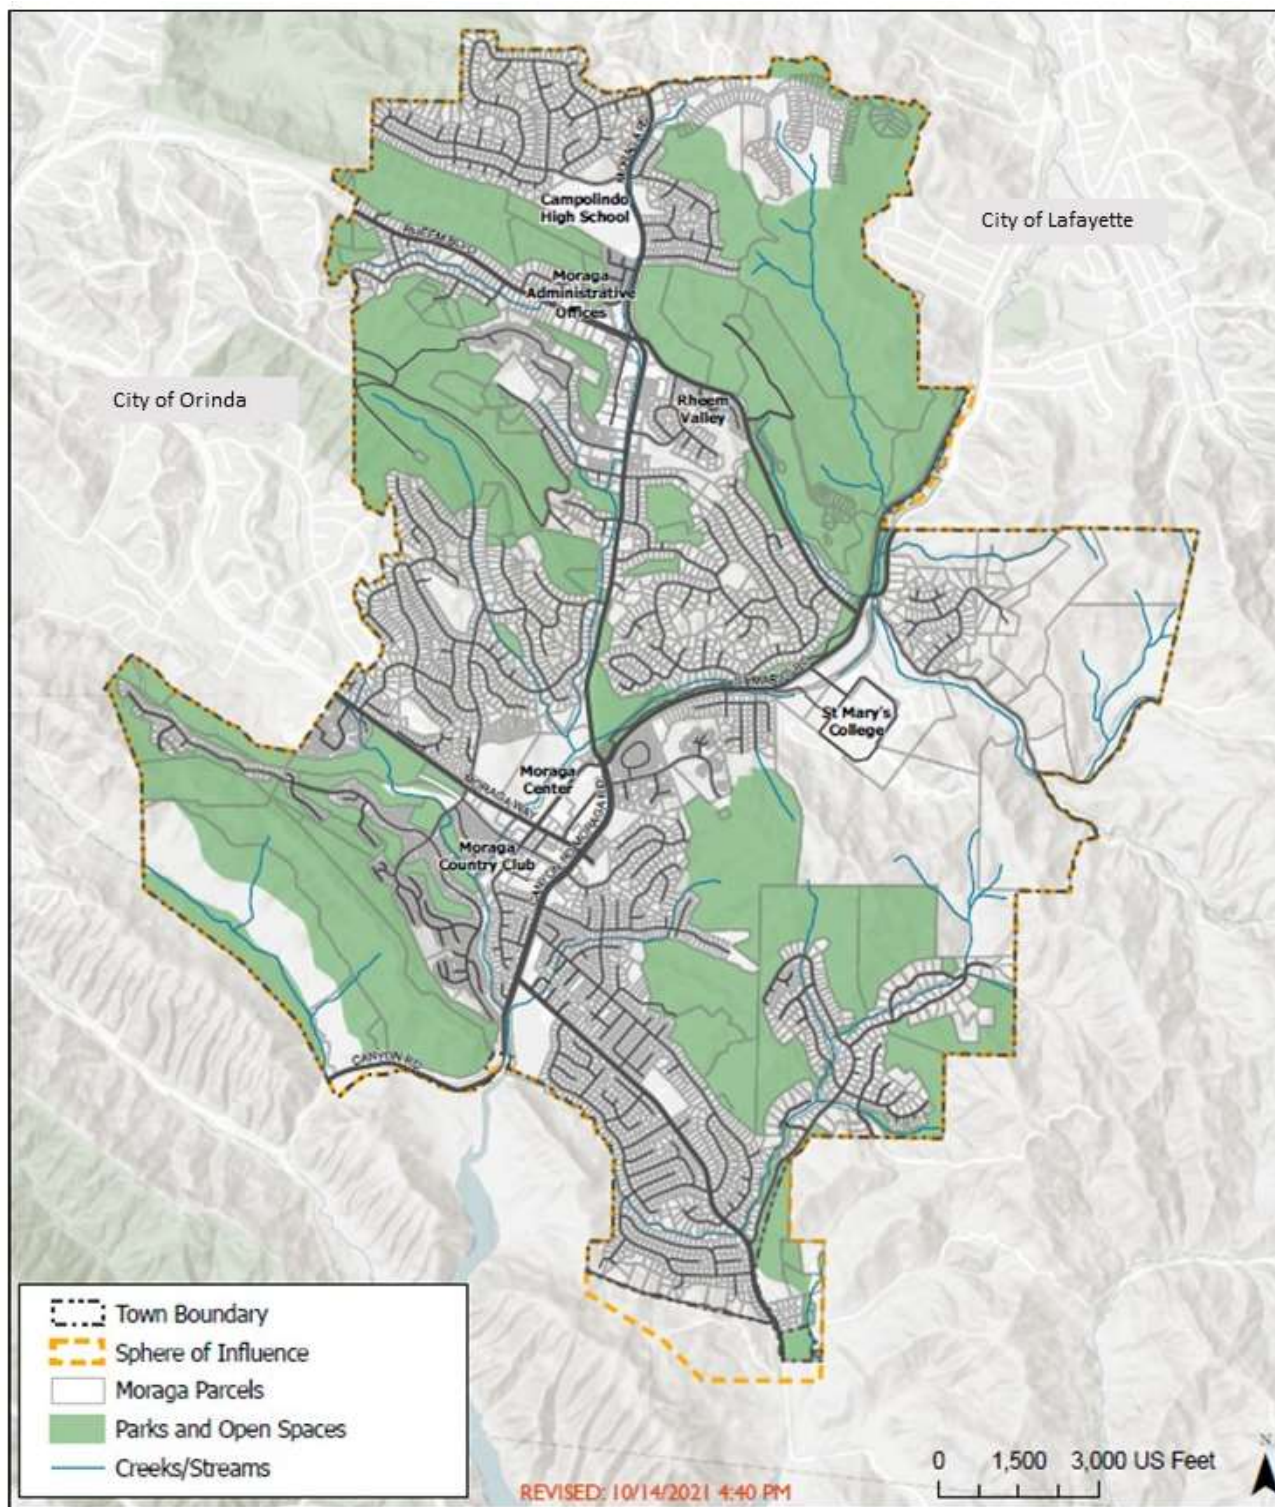 Campolindo
High School
City of Lafayette
RHEEM BLVD
Moraga
Administrative
Offices
City of Orinda
Rheem
Valley
St Mary's
College
Moraga
Center
MORAGA WAY
Moraga
Country Club
CANYON RD
Town Boundary
Sphere of Influence
Moraga Parcels
Parks and Open Spaces
Creeks/Streams
0 1,500 3,000 US Feet
N
REVISED: 10/14/2021 4:40 PM